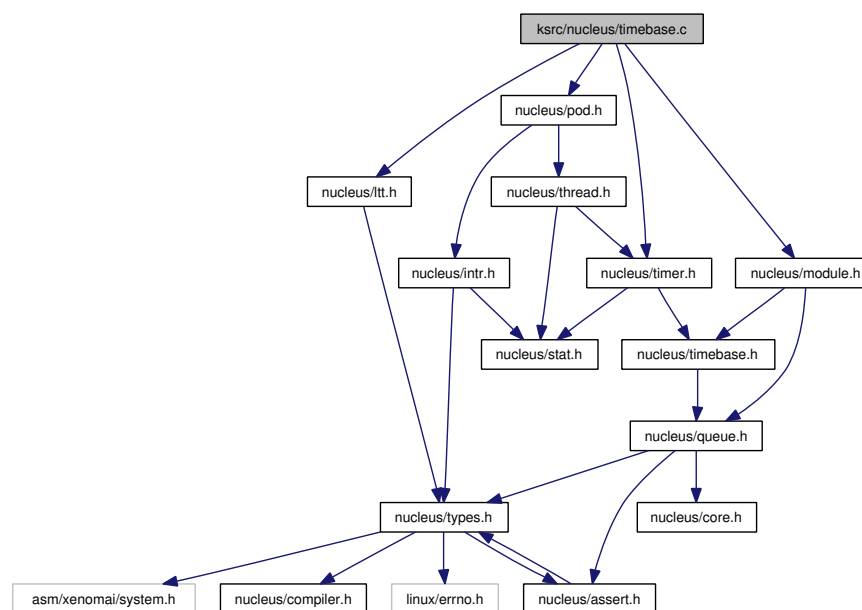 ksrc/nucleus/timebase.c
nucleus/pod.h
nucleus/ltt.h
nucleus/thread.h
nucleus/intr.h
nucleus/timer.h
nucleus/module.h
nucleus/stat.h
nucleus/timebase.h
nucleus/queue.h
nucleus/types.h
nucleus/core.h
asm/xenomai/system.h
nucleus/compiler.h
linux/errno.h
nucleus/assert.h